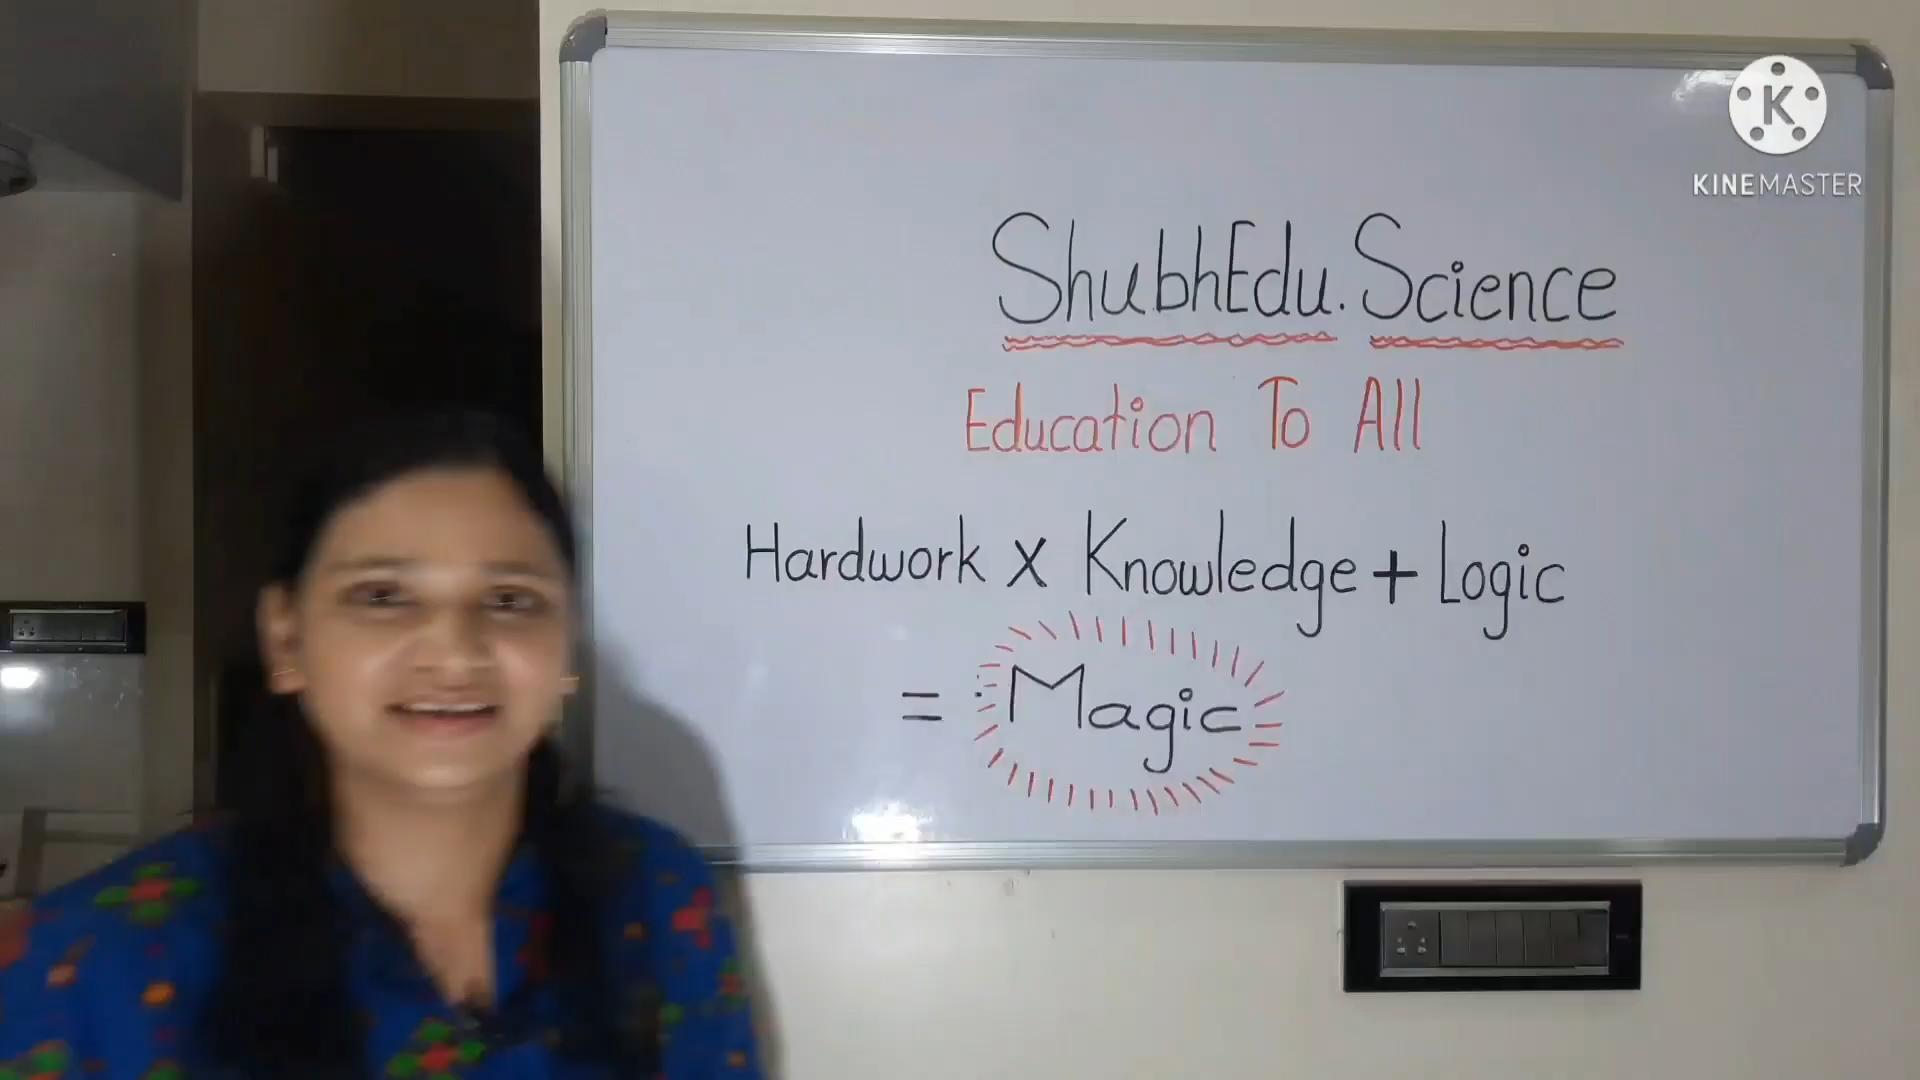 K
KINEMASTER
ShubhEdu.Science
Education To All
Hardwork x Knowledge + Logic
= Magic